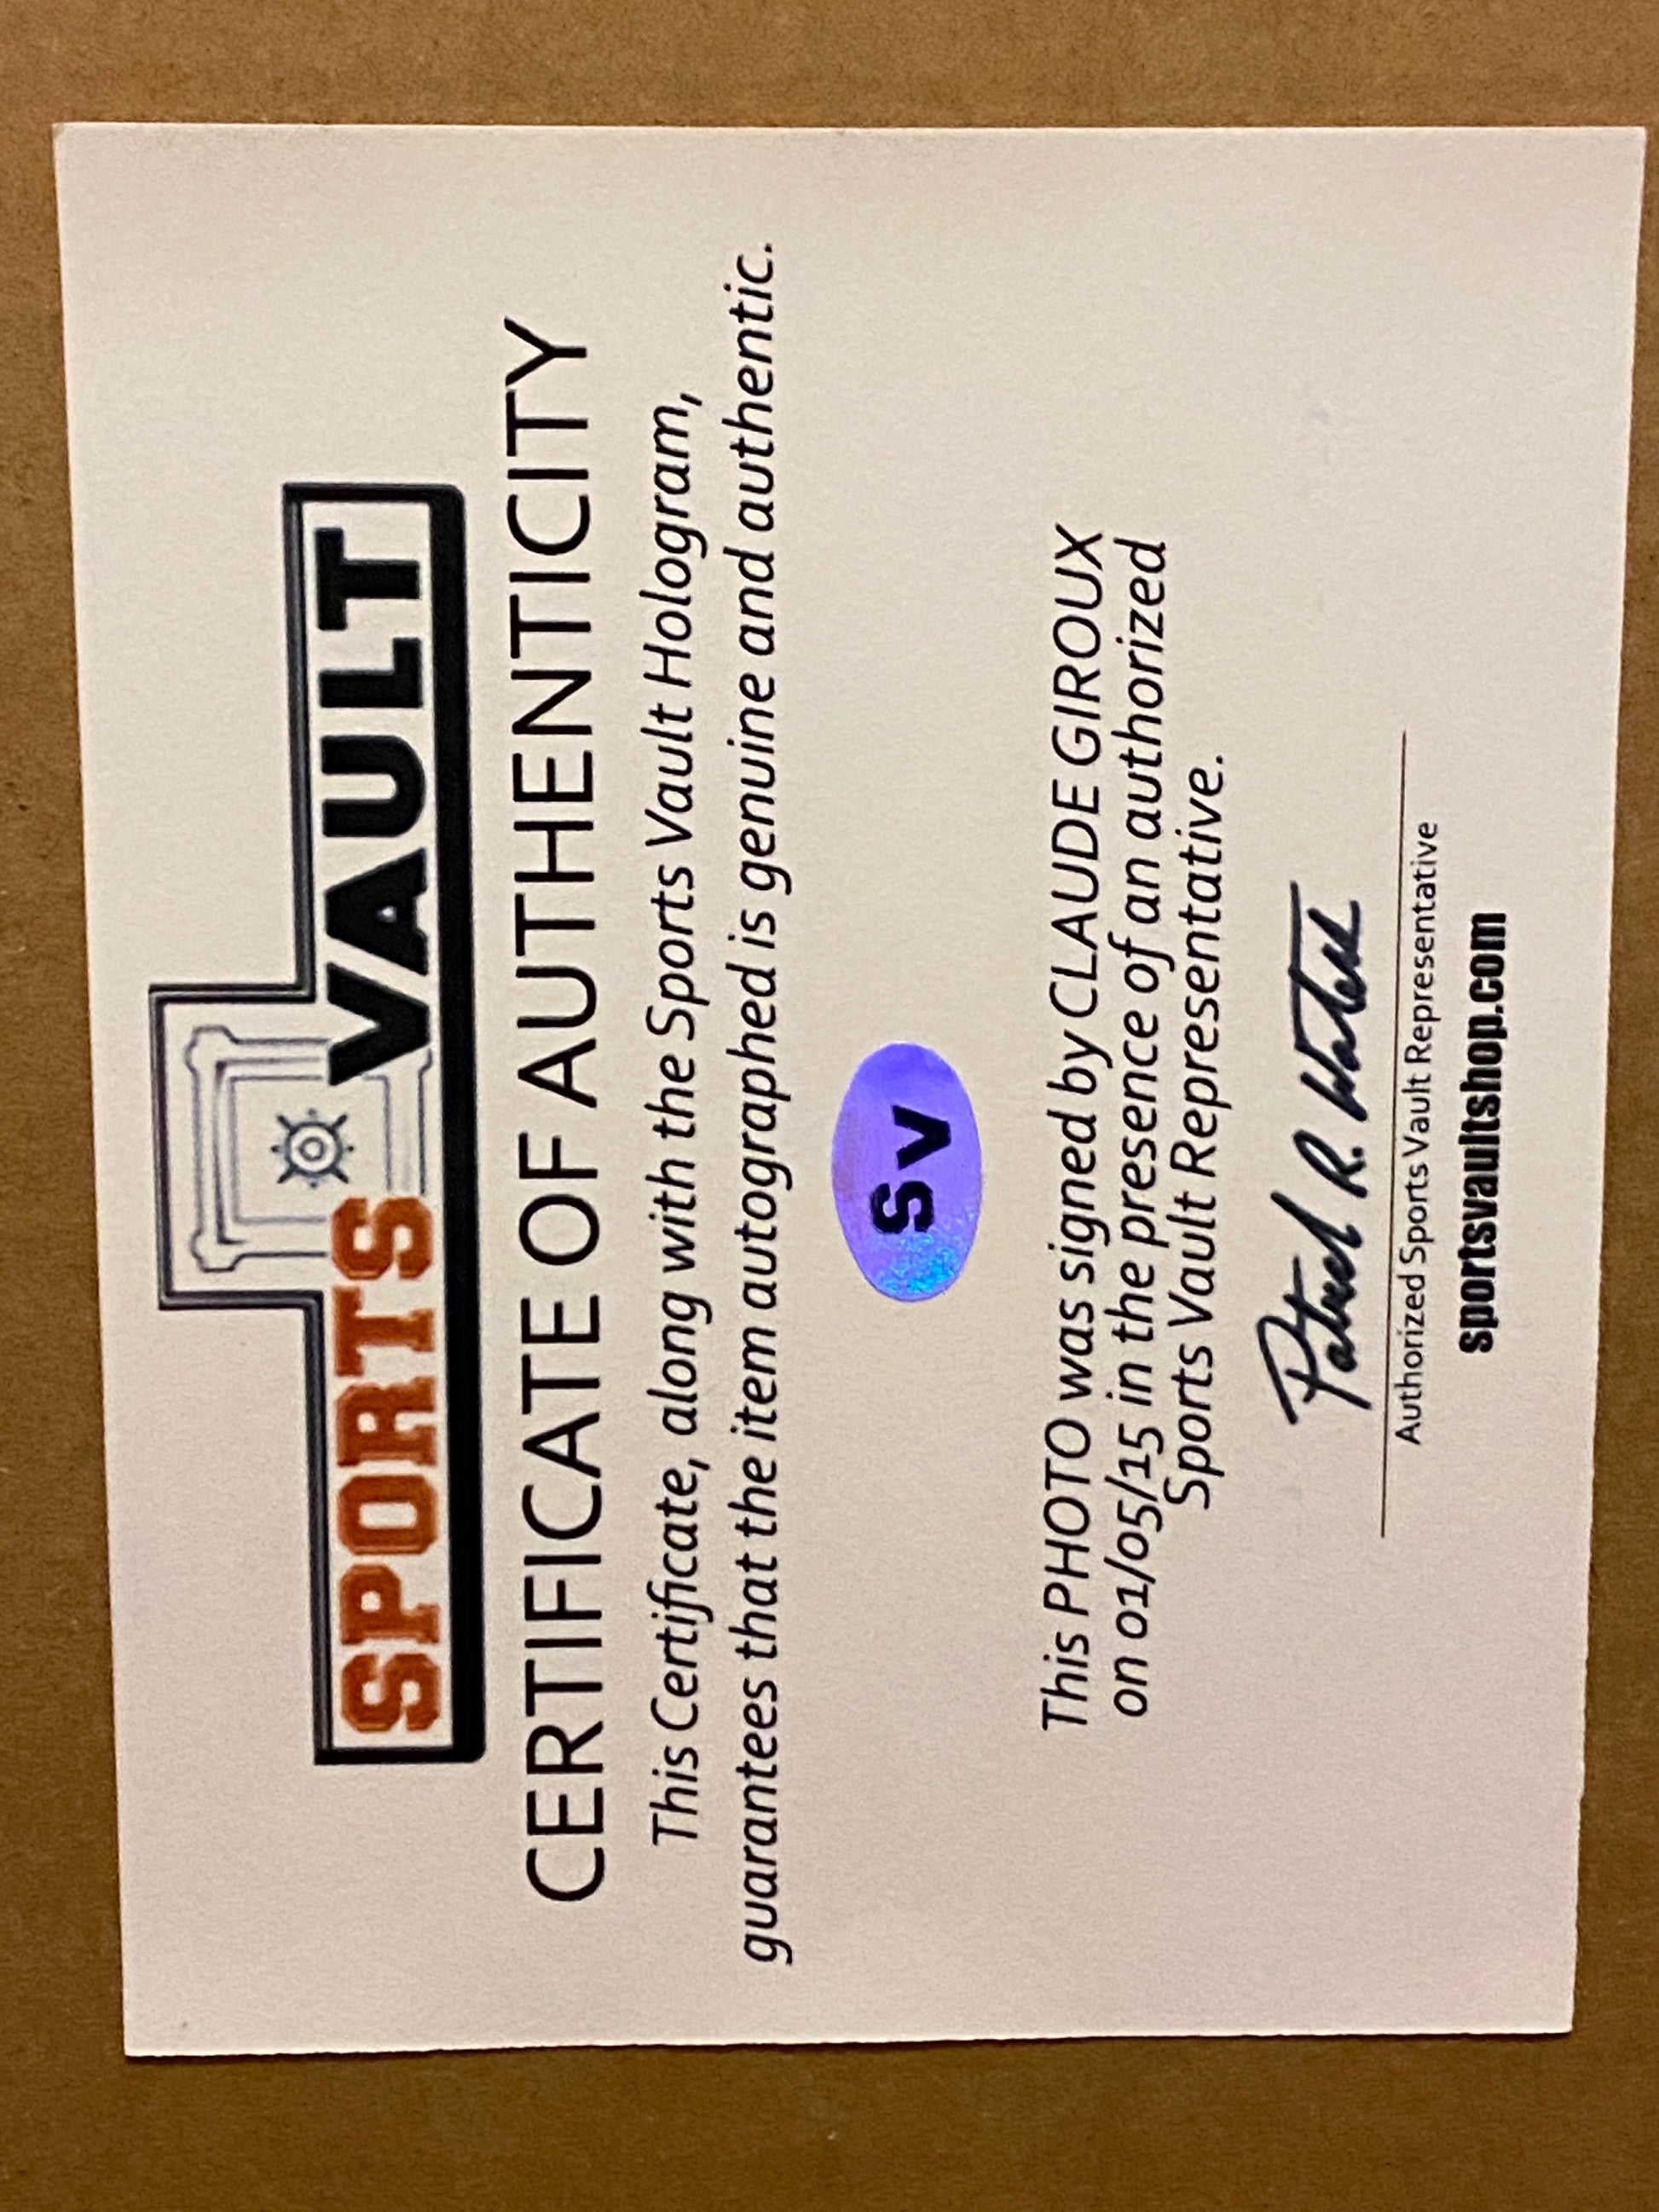 SPORTS VAULT
CERTIFICATE OF AUTHENTICITY
This Certificate, along with the Sports Vault Hologram,
guarantees that the item autographed is genuine and authentic.
SV
This PHOTO was signed by CLAUDE GIROUX
on 01/05/15 in the presence of an authorized
Sports Vault Representative.
Patrick R.
Authorized Sports Vault Representative
sportsvaultshop.com